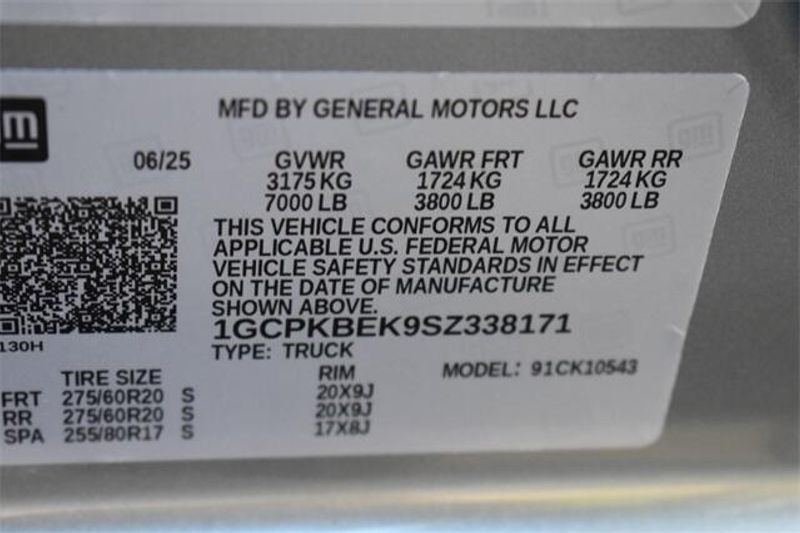 m
MFD BY GENERAL MOTORS LLC
06/25 GVWR GAWR FRT GAWR RR
3175 KG 1724 KG 1724 KG
7000 LB 3800 LB 3800 LB
THIS VEHICLE CONFORMS TO ALL
APPLICABLE U.S. FEDERAL MOTOR
VEHICLE SAFETY STANDARDS IN EFFECT
ON THE DATE OF MANUFACTURE
SHOWN ABOVE.
1GCPKBEK9SZ338171
130H
TYPE: TRUCK
MODEL: 91CK10543
TIRE SIZE RIM
FRT 275/60R20 S 20X9J
RR 275/60R20 S 20X9J
SPA 255/80R17 S 17X8J